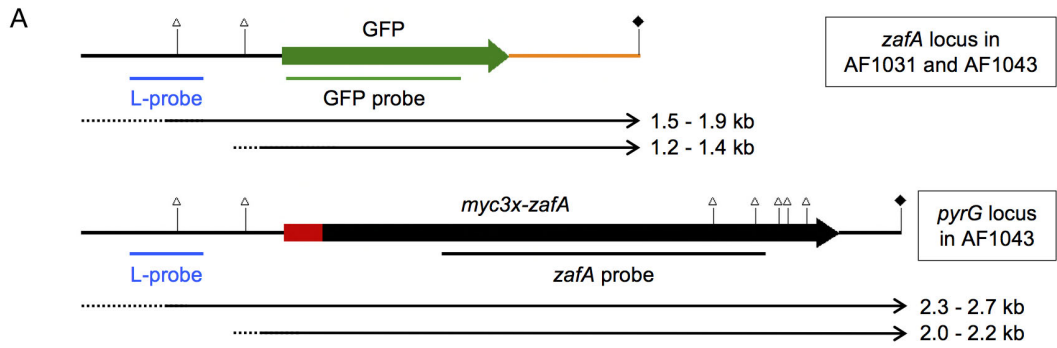 A
GFP
zafA locus in
AF1031 and AF1043
L-probe
GFP probe
1.5 - 1.9 kb
1.2 - 1.4 kb
myc3x-zafA
pyrG locus
in AF1043
L-probe
zafA probe
2.3 - 2.7 kb
2.0 - 2.2 kb